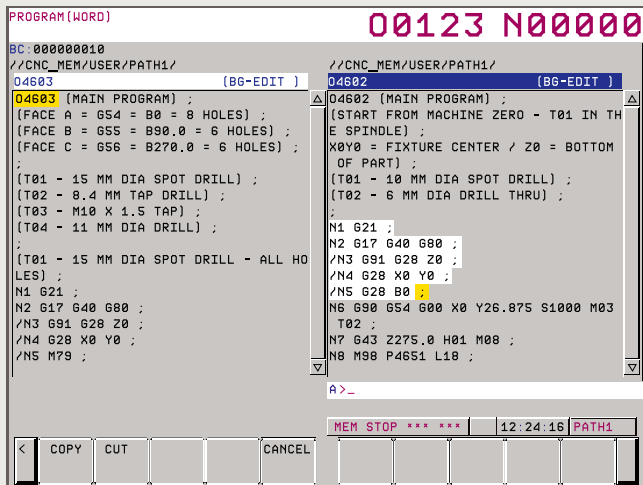 PROGRAM(WORD)
O0123 N00000
BC:000000010
//CNC_MEM/USER/PATH1/
O4603 (BG-EDIT )
O4603 (MAIN PROGRAM) ;
(FACE A = G54 = B0 = 8 HOLES) ;
(FACE B = G55 = B90.0 = 6 HOLES) ;
(FACE C = G56 = B270.0 = 6 HOLES) ;
;
(T01 - 15 MM DIA SPOT DRILL) ;
(T02 - 8.4 MM TAP DRILL) ;
(T03 - M10 X 1.5 TAP) ;
(T04 - 11 MM DIA DRILL) ;
;
(T01 - 15 MM DIA SPOT DRILL - ALL HO
LES) ;
N1 G21 ;
N2 G17 G40 G80 ;
/N3 G91 G28 Z0 ;
/N4 G28 X0 Y0 ;
/N5 M79 ;
//CNC_MEM/USER/PATH1/
O4602 (BG-EDIT )
O4602 (MAIN PROGRAM) ;
(START FROM MACHINE ZERO - T01 IN TH
E SPINDLE) ;
X0Y0 = FIXTURE CENTER / Z0 = BOTTOM
OF PART) ;
(T01 - 10 MM DIA SPOT DRILL) ;
(T02 - 6 MM DIA DRILL THRU) ;
;
N1 G21 ;
N2 G17 G40 G80 ;
/N3 G91 G28 Z0 ;
/N4 G28 X0 Y0 ;
/N5 G28 B0 ;
N6 G90 G54 G00 X0 Y26.875 S1000 M03
T02 ;
N7 G43 Z275.0 H01 M08 ;
N8 M98 P4651 L18 ;
A>_
MEM STOP *** *** 12:24:16 PATH1
< COPY CUT CANCEL